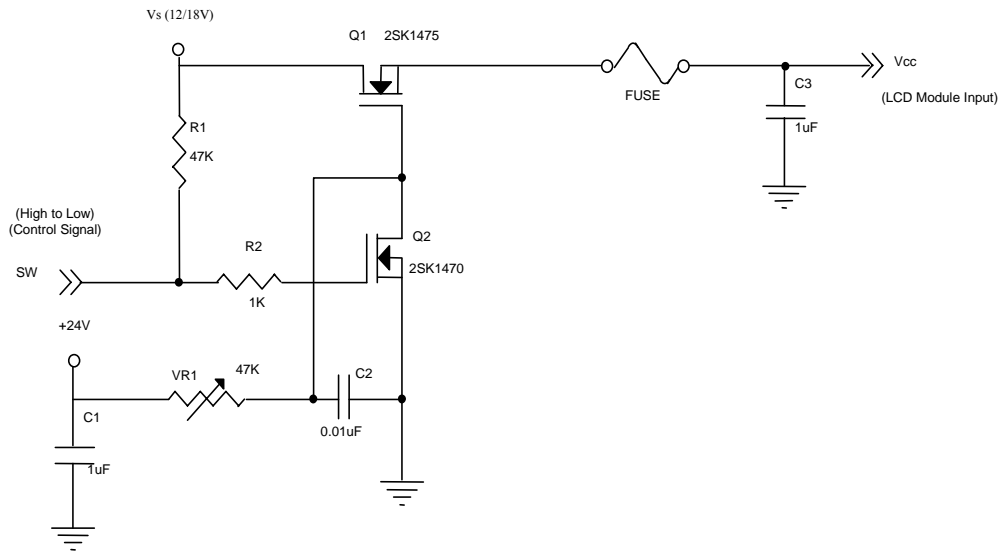 Vs (12/18V)
Q1 2SK1475
Vcc
FUSE
C3
(LCD Module Input)
R1
1uF
47K
(High to Low)
(Control Signal)
Q2
R2
SW
2SK1470
1K
+24V
VR1
47K
C2
C1
0.01uF
1uF